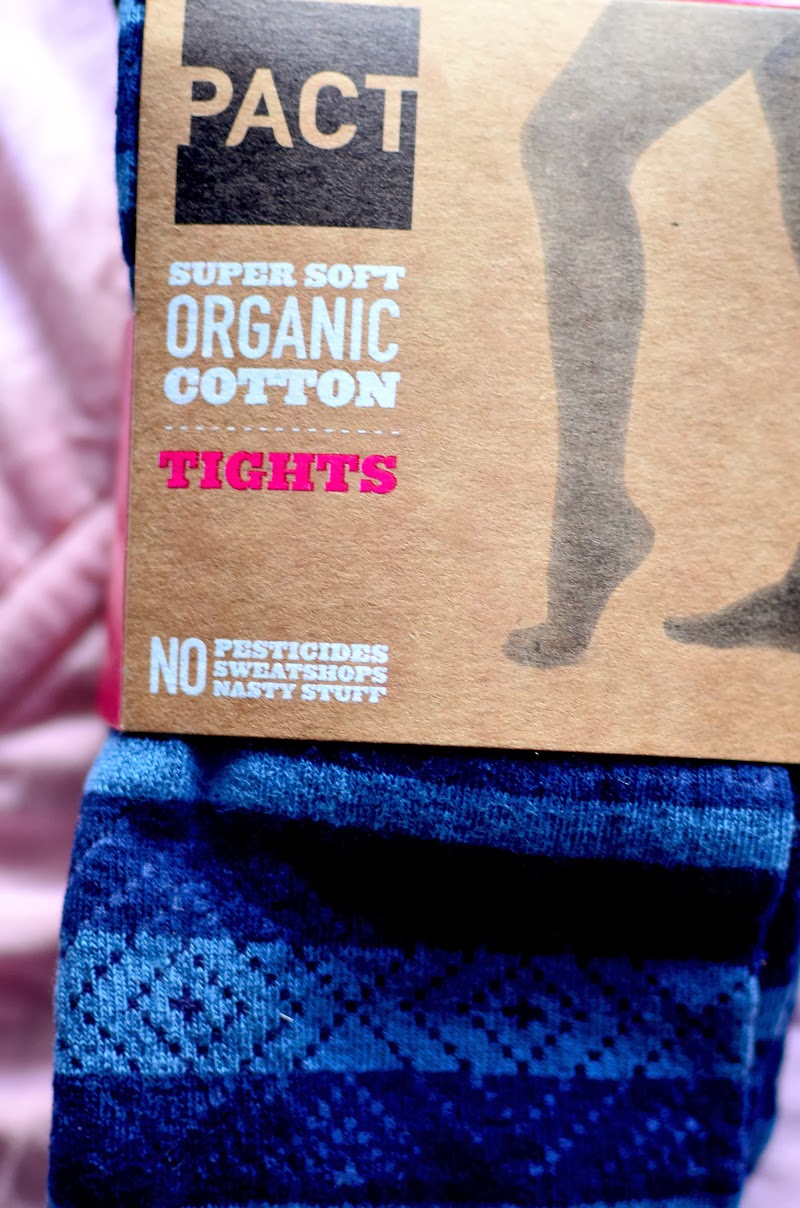 PACT
SUPER SOFT
ORGANIC
COTTON
TIGHTS
NO PESTICIDES
SWEATSHOPS
NASTY STUFF